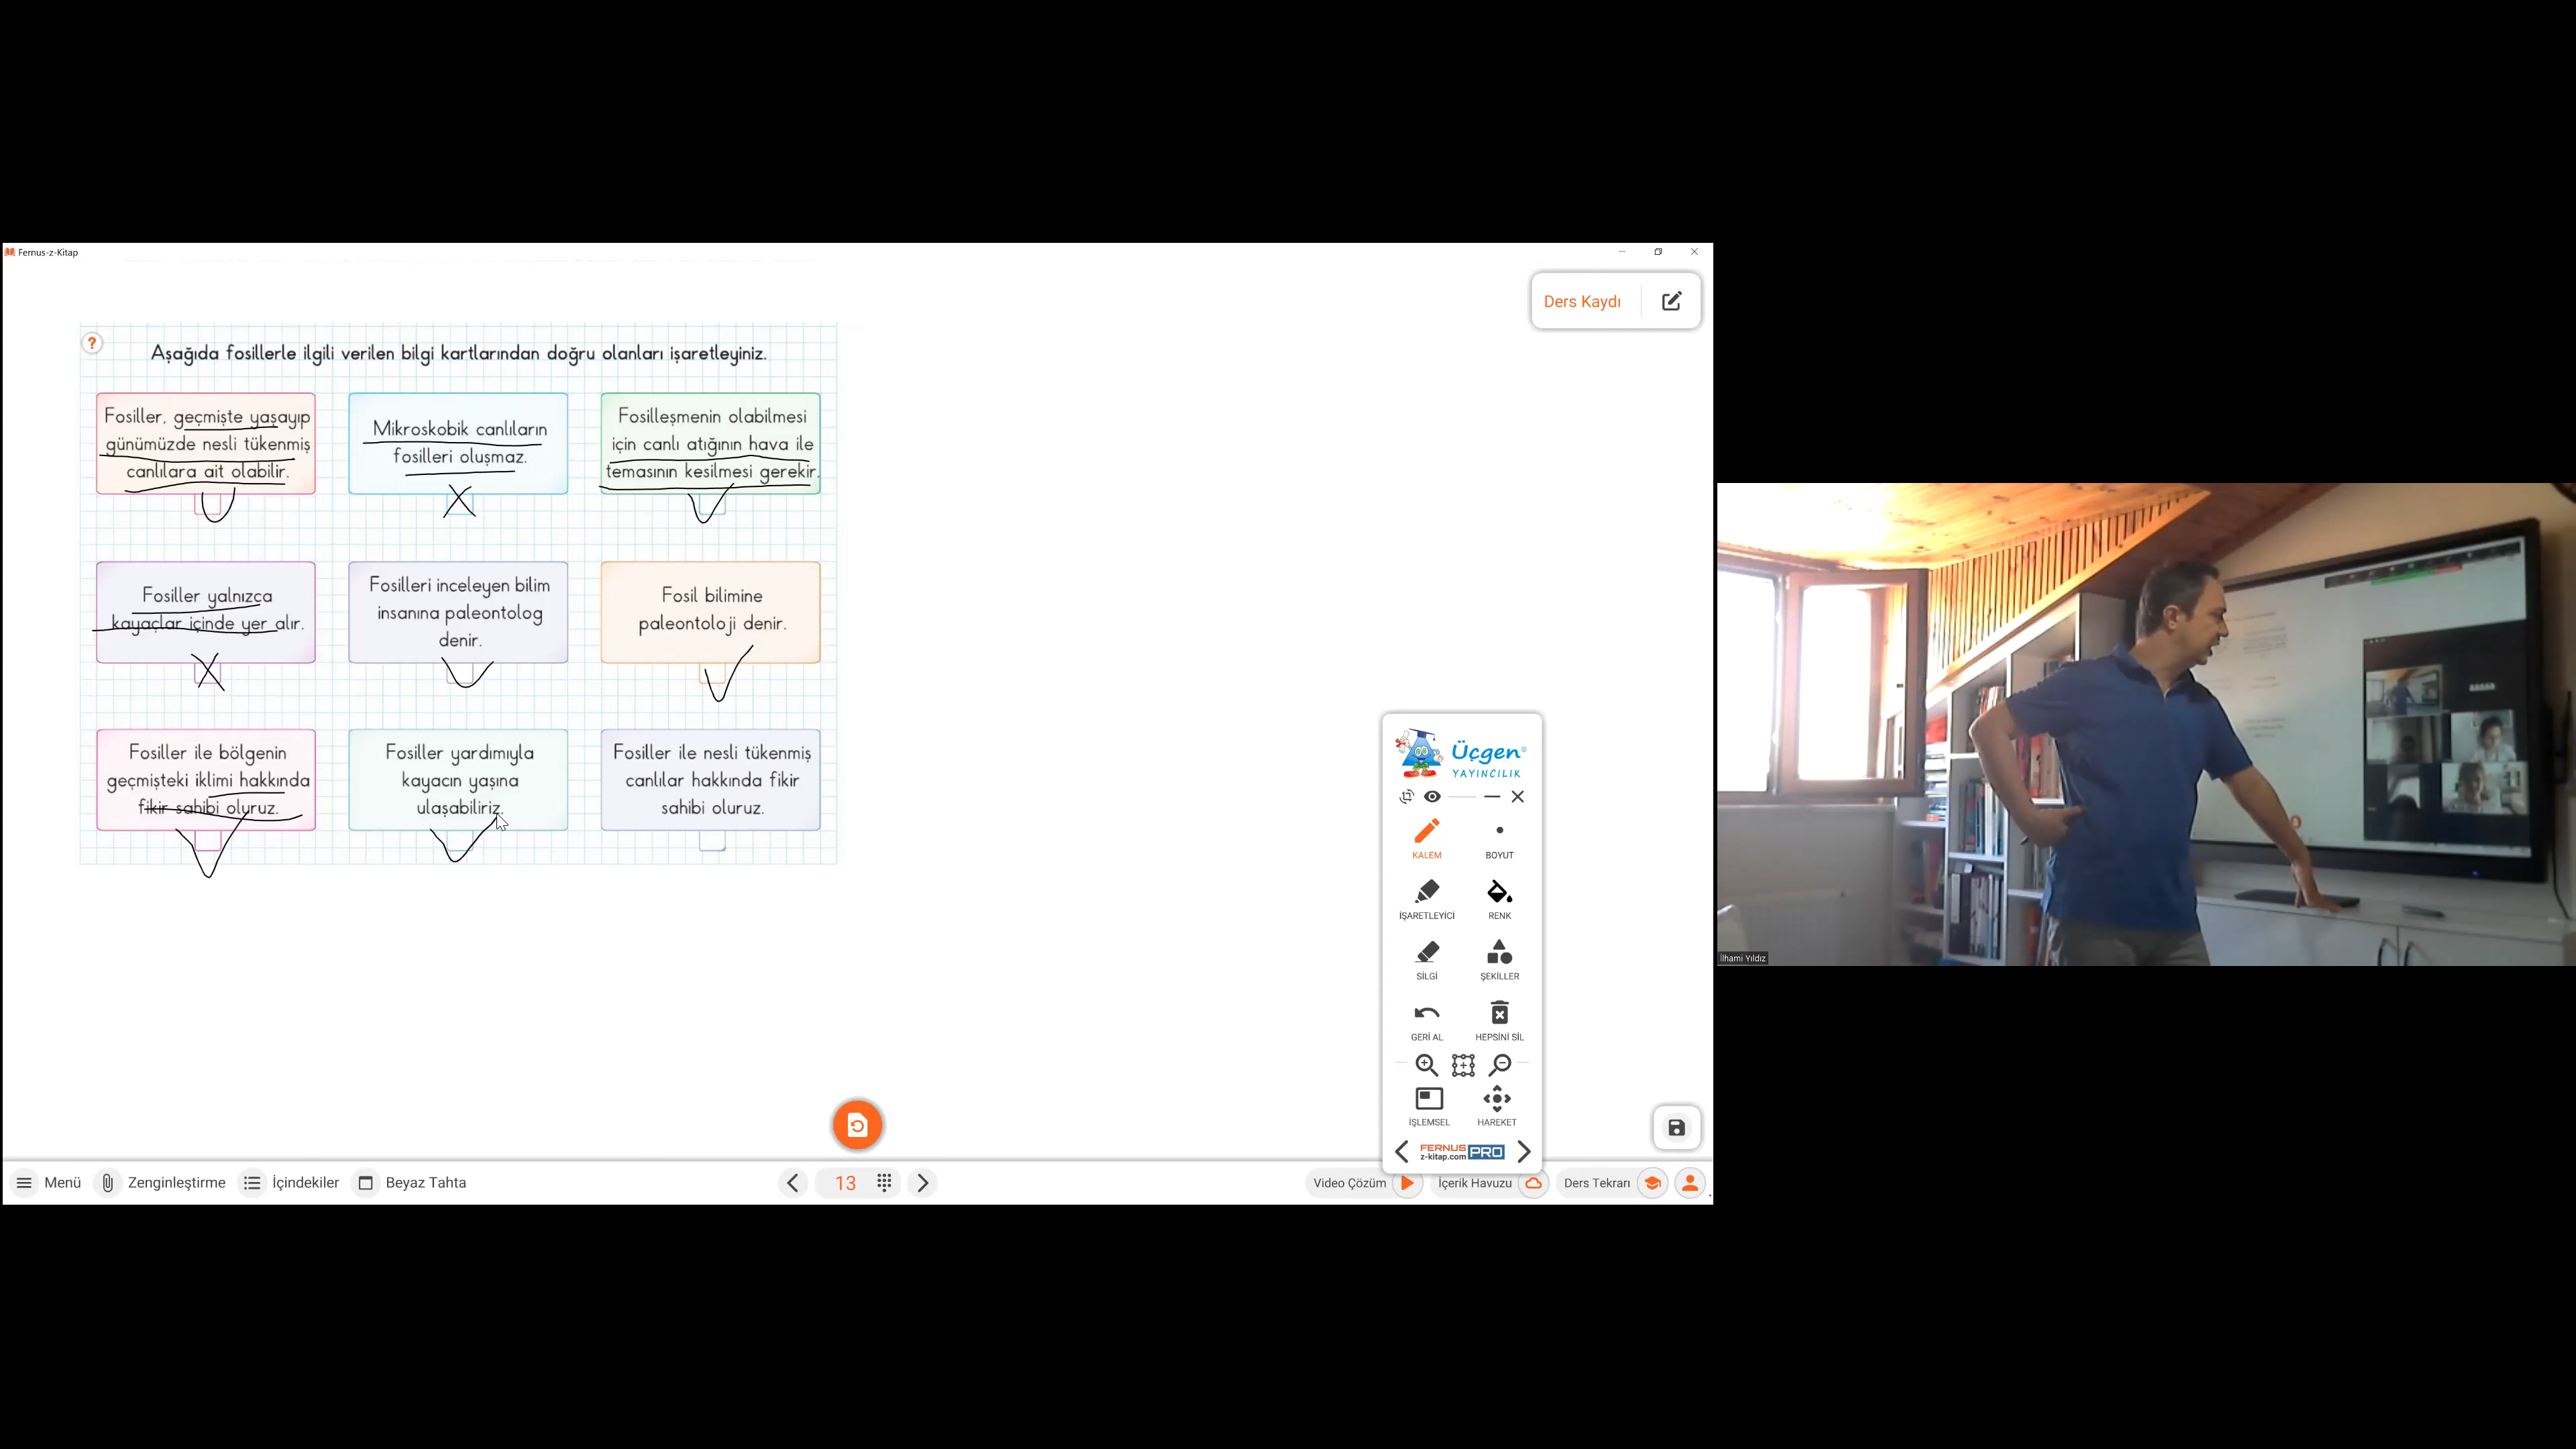 Fernus-z-Kitap
Ders Kaydı
?
Aşağıda fosillerle ilgili verilen bilgi kartlarından doğru olanları işaretleyiniz.
Fosiller, geçmişte yaşayıp
günümüzde nesli tükenmiş
canlılara ait olabilir.
Mikroskobik canlıların
fosilleri oluşmaz.
Fosilleşmenin olabilmesi
için canlı atığının hava ile
temasının kesilmesi gerekir.
Fosiller yalnızca
kayaçlar içinde yer alır.
Fosilleri inceleyen bilim
insanına paleontolog
denir.
Fosil bilimine
paleontoloji denir.
Fosiller ile bölgenin
geçmişteki iklimi hakkında
fikir sahibi oluruz.
Fosiller yardımıyla
kayacın yaşına
ulaşabiliriz.
Fosiller ile nesli tükenmiş
canlılar hakkında fikir
sahibi oluruz.
Üçgen
YAYINCILIK
KALEM BOYUT
İŞARETLEYİCİ RENK
SİLGİ ŞEKİLLER
GERİ AL HEPSİNİ SİL
İŞLEMSEL HAREKET
FERNUS PRO
z-kitap.com
Menü Zenginleştirme İçindekiler Beyaz Tahta 13 Video Çözüm İçerik Havuzu Ders Tekrarı
İlhami Yıldız